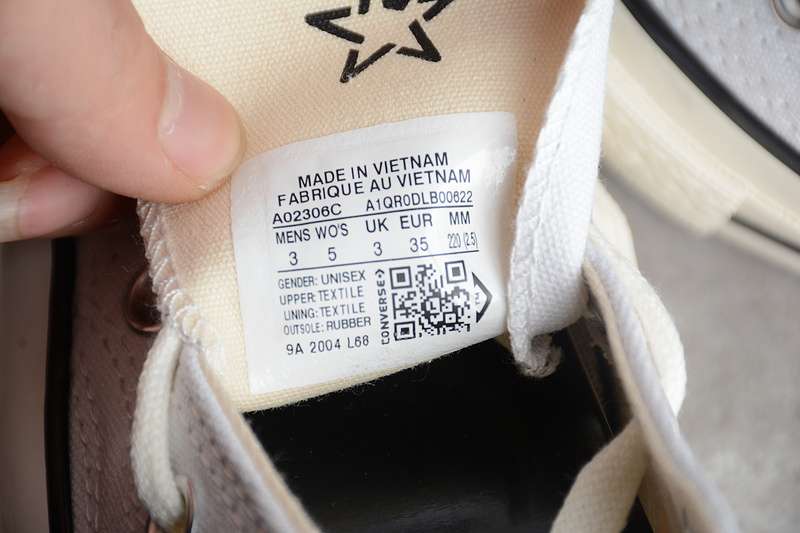 MADE IN VIETNAM
FABRIQUE AU VIETNAM
A02306C A1QR0DLB00622
MENS WO'S UK EUR MM
3 5 3 35 220 (2.5)
GENDER: UNISEX
UPPER: TEXTILE
LINING: TEXTILE
OUTSOLE: RUBBER
9A 2004 L68
CONVERSE